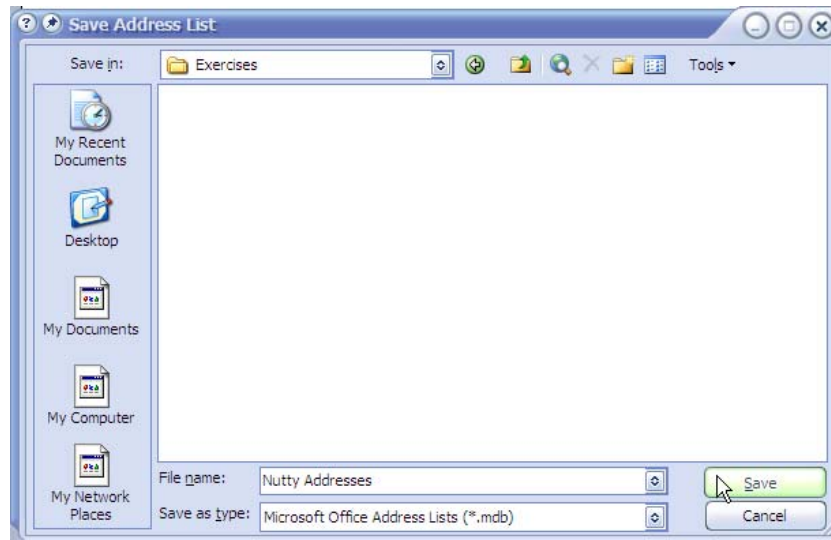 Save Address List
Save in:
Exercises
Tools
My Recent
Documents
Desktop
My Documents
My Computer
My Network
Places
File name:
Nutty Addresses
Save
Save as type:
Microsoft Office Address Lists (*.mdb)
Cancel